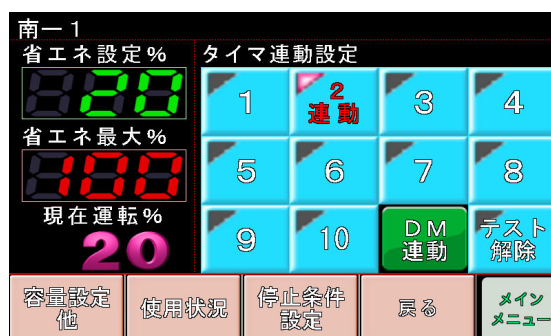 南一1
省エネ設定%
20
省エネ最大%
100
現在運転%
20
タイマ連動設定
1
2
連動
3
4
5
6
7
8
9
10
DM
連動
テスト
解除
容量設定
他
使用状況
停止条件
設定
戻る
メイン
メニュー